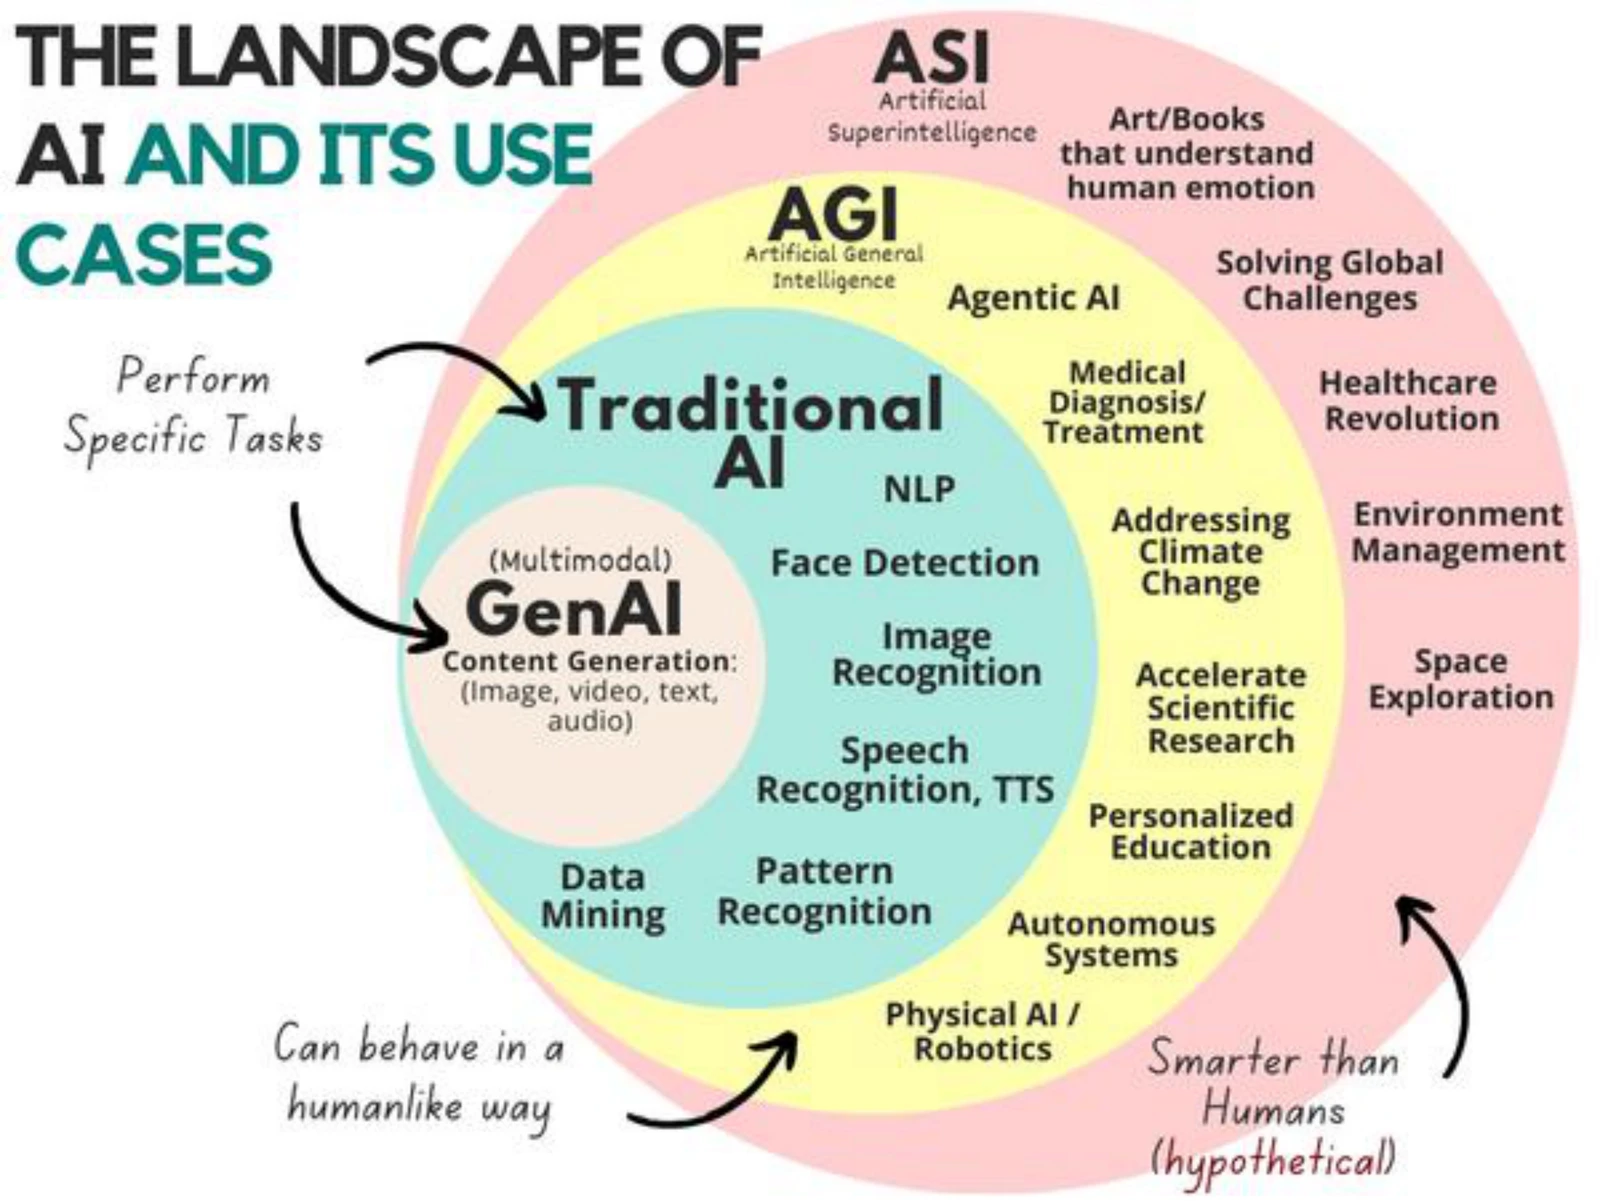 THE LANDSCAPE OF
AI AND ITS USE
CASES
ASI
Artificial
Superintelligence
Art/Books
that understand
human emotion
Solving Global
Challenges
Healthcare
Revolution
Environment
Management
Space
Exploration
AGI
Artificial General
Intelligence
Agentic AI
Medical
Diagnosis/
Treatment
Addressing
Climate
Change
Accelerate
Scientific
Research
Personalized
Education
Autonomous
Systems
Physical AI /
Robotics
Traditional
AI
NLP
Face Detection
Image
Recognition
Speech
Recognition, TTS
Pattern
Recognition
Data
Mining
(Multimodal)
GenAI
Content Generation:
(Image, video, text,
audio)
Perform
Specific Tasks
Can behave in a
humanlike way
Smarter than
Humans
(hypothetical)